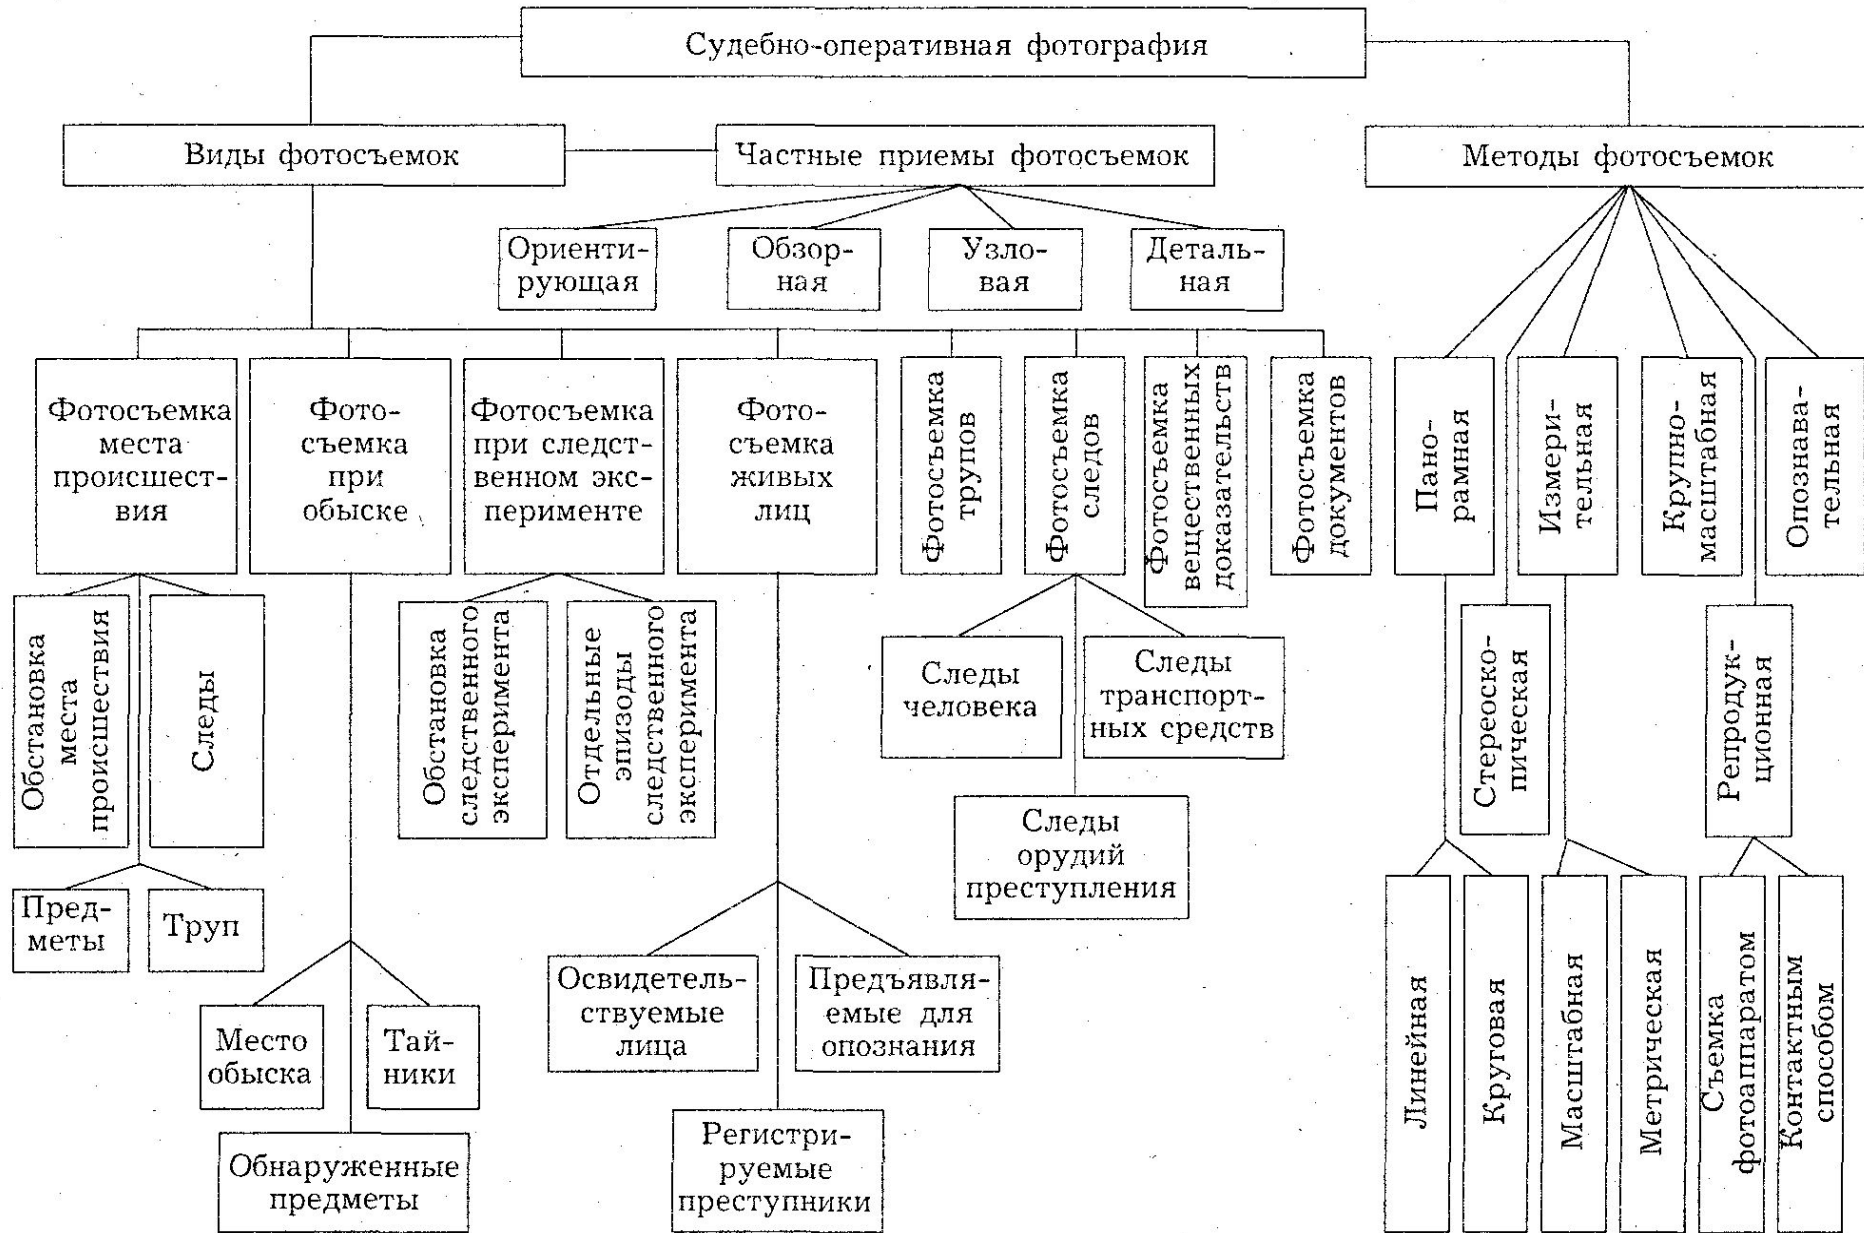 Судебно-оперативная фотография
Виды фотосъемок
Частные приемы фотосъемок
Методы фотосъемок
Ориенти-
рующая
Обзор-
ная
Узло-
вая
Деталь-
ная
Фотосъемка
места
происшест-
вия
Фото-
съемка
при
обыске
Фотосъемка
при следст-
венном экс-
перименте
Фото-
съемка
живых
лиц
Фотосъемка
трупов
Фотосъемка
следов
Фотосъемка
вещественных
доказательств
Фотосъемка
документов
Пано-
рамная
Измери-
тельная
Крупно-
масштабная
Опознава-
тельная
Обстановка
места
происшествия
Следы
Обстановка
следственного
эксперимента
Отдельные
эпизоды
следственного
эксперимента
Следы
человека
Следы
транспорт-
ных средств
Стереоско-
пическая
Репродук-
ционная
Следы
орудий
преступления
Пред-
меты
Труп
Освидетель-
ствуемые
лица
Предъявля-
емые для
опознания
Место
обыска
Тай-
ники
Обнаруженные
предметы
Регистри-
руемые
преступники
Линейная
Круговая
Масштабная
Метрическая
Съемка
фотоаппаратом
Контактным
способом